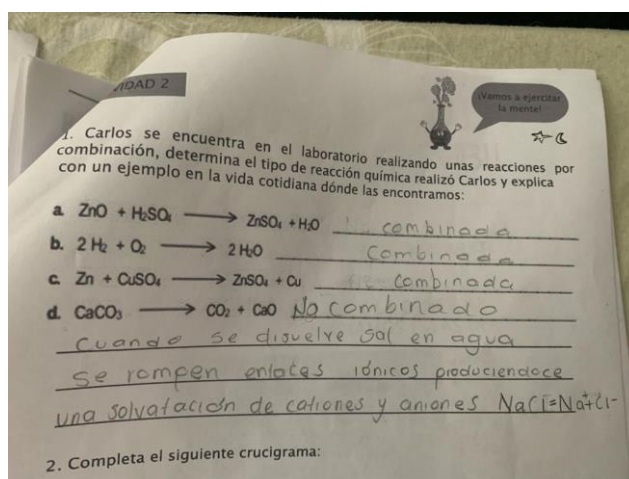 IDAD 2
¡Vamos a ejercitar
la mente!
1. Carlos se encuentra en el laboratorio realizando unas reacciones por
combinación, determina el tipo de reacción química realizó Carlos y explica
con un ejemplo en la vida cotidiana dónde las encontramos:
a. ZnO + H₂SO₄ → ZnSO₄ + H₂O combinada
b. 2 H₂ + O₂ → 2 H₂O Combinada
c. Zn + CuSO₄ → ZnSO₄ + Cu Combinada
d. CaCO₃ → CO₂ + CaO No combinado
Cuando se disuelve Sal en agua
se rompen enlaces iónicos produciendoce
una solvatación de cationes y aniones NaCl=Na⁺+Cl-
2. Completa el siguiente crucigrama: